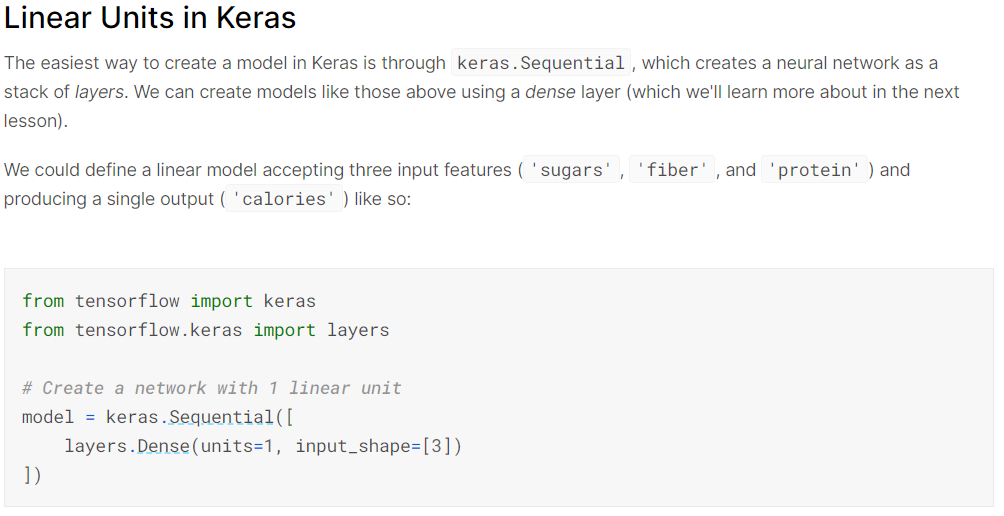 Linear Units in Keras
The easiest way to create a model in Keras is through keras.Sequential, which creates a neural network as a
stack of layers. We can create models like those above using a dense layer (which we'll learn more about in the next
lesson).
We could define a linear model accepting three input features ( 'sugars' , 'fiber' , and 'protein' ) and
producing a single output ( 'calories' ) like so:
from tensorflow import keras
from tensorflow.keras import layers
# Create a network with 1 linear unit
model = keras.Sequential([
    layers.Dense(units=1, input_shape=[3])
])